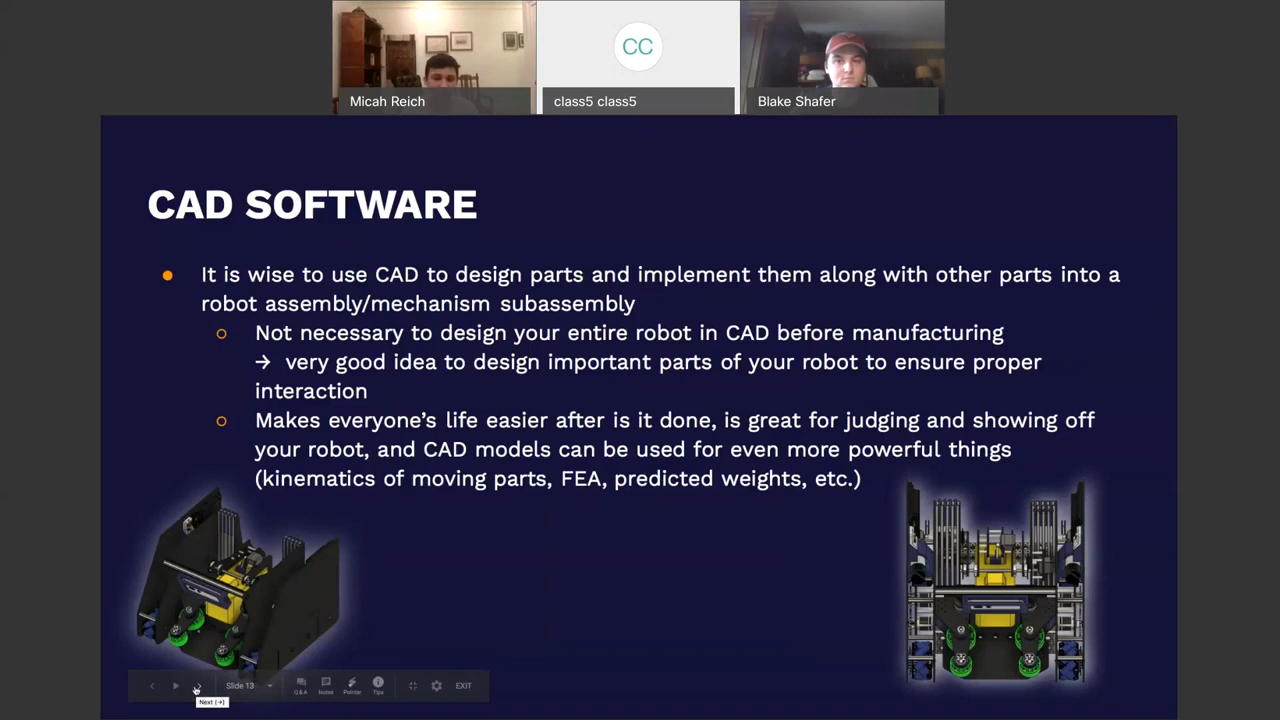 Micah Reich
CC
class5 class5
Blake Shafer
CAD SOFTWARE
It is wise to use CAD to design parts and implement them along with other parts into a
robot assembly/mechanism subassembly
Not necessary to design your entire robot in CAD before manufacturing
→ very good idea to design important parts of your robot to ensure proper
interaction
Makes everyone's life easier after is it done, is great for judging and showing off
your robot, and CAD models can be used for even more powerful things
(kinematics of moving parts, FEA, predicted weights, etc.)
Slide 13
Q&A
Notes
Pointer
Tips
EXIT
Next (→)